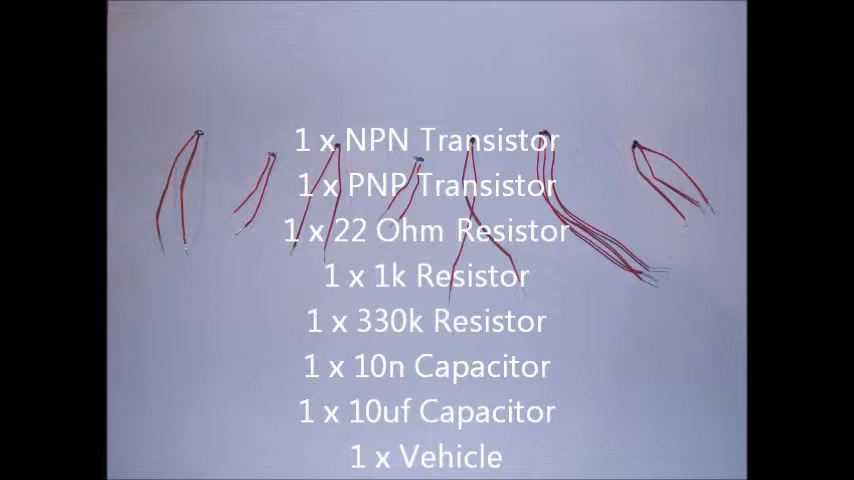 1 x NPN Transistor
1 x PNP Transistor
1 x 22 Ohm Resistor
1 x 1k Resistor
1 x 330k Resistor
1 x 10n Capacitor
1 x 10uf Capacitor
1 x Vehicle